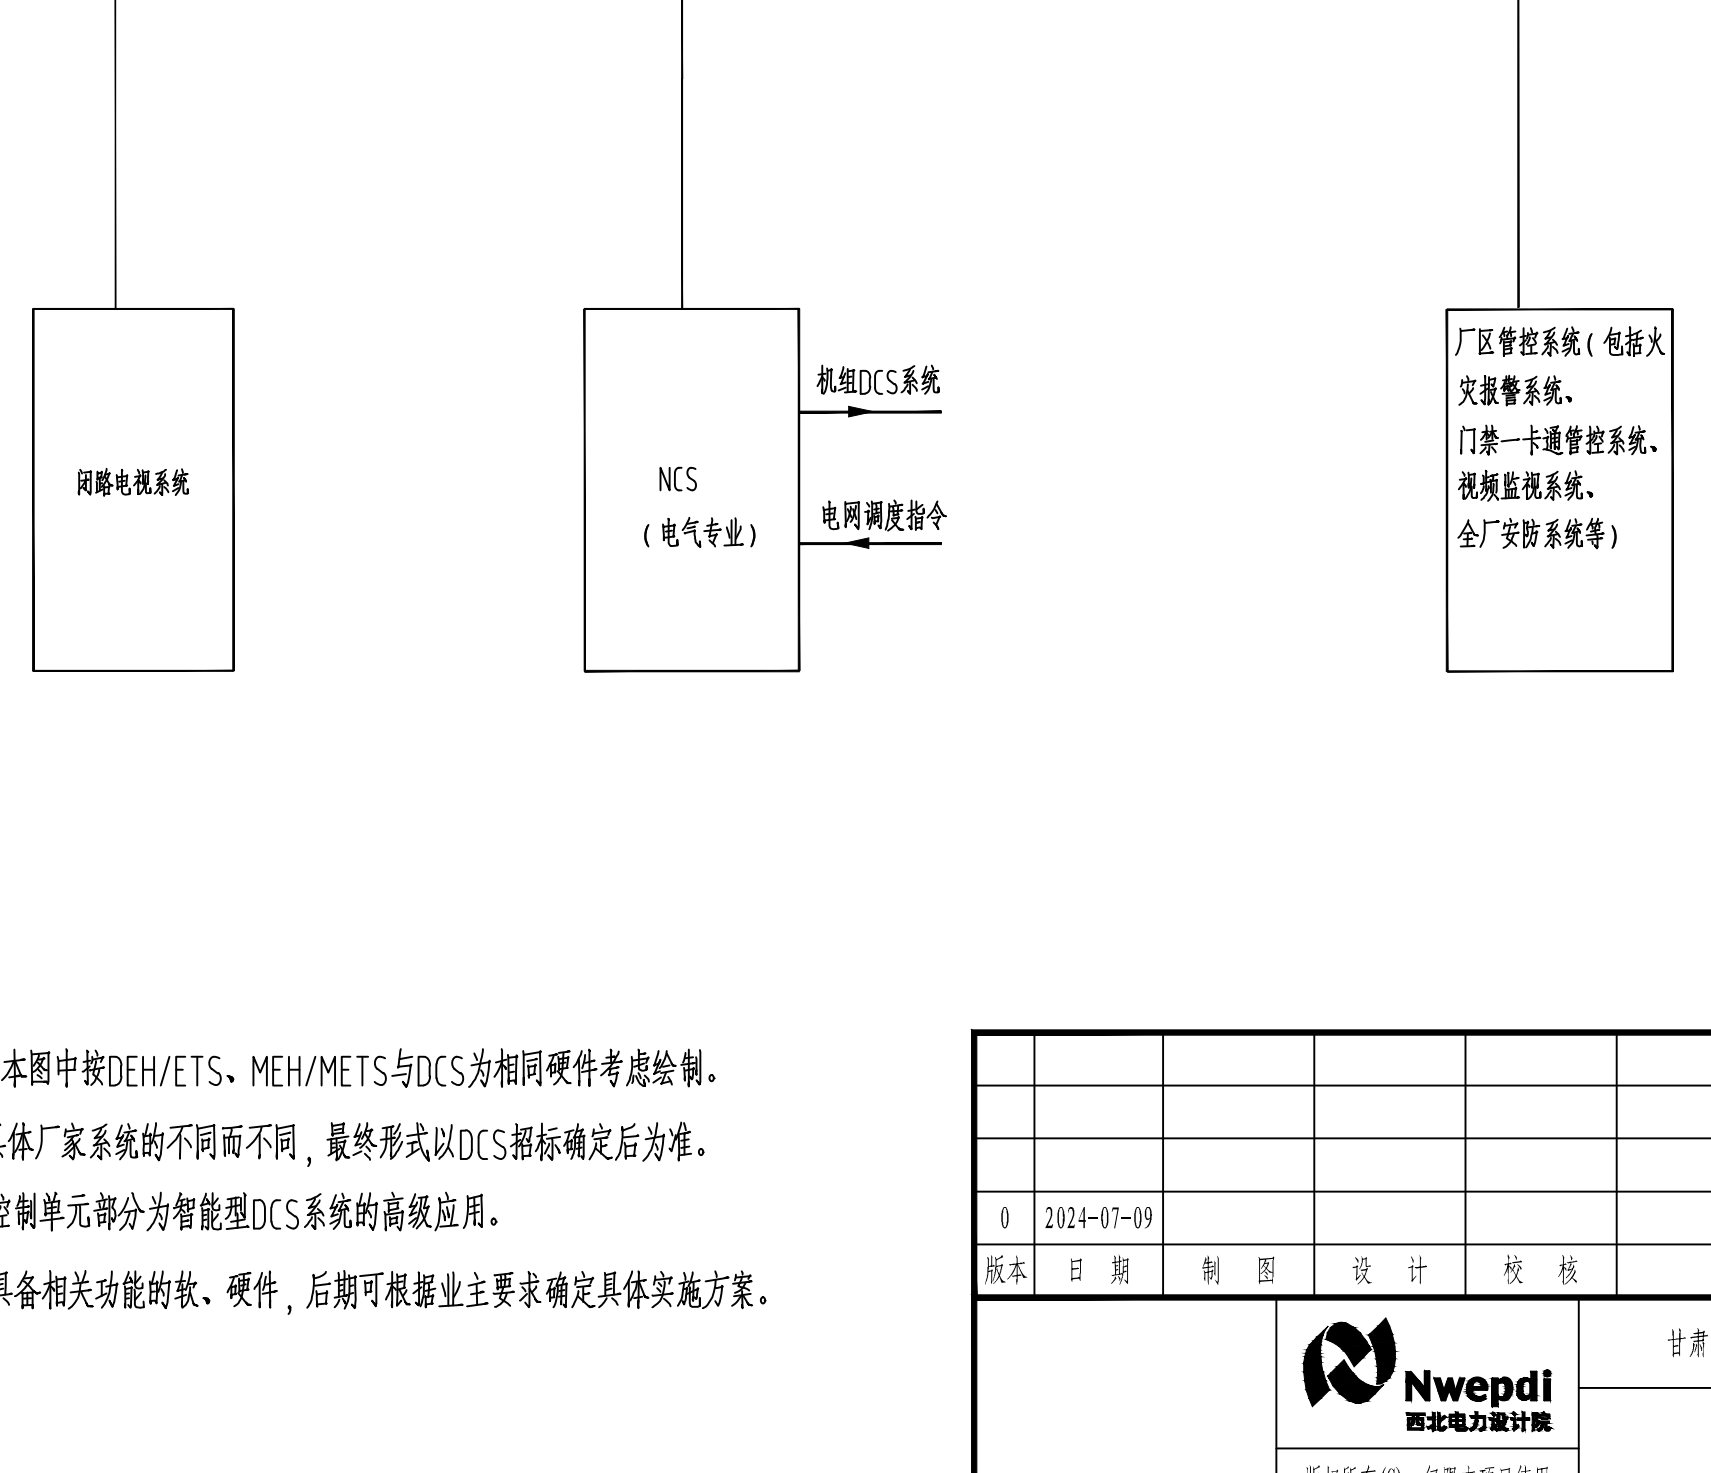 闭路电视系统
NCS
(电气专业)
机组DCS系统
电网调度指令
厂区管控系统(包括火
灾报警系统、
门禁一卡通管控系统、
视频监视系统、
全厂安防系统等)
本图中按DEH/ETS、MEH/METS与DCS为相同硬件考虑绘制。
体厂家系统的不同而不同,最终形式以DCS招标确定后为准。
控制单元部分为智能型DCS系统的高级应用。
具备相关功能的软、硬件,后期可根据业主要求确定具体实施方案。
0 2024-07-09
版本 日 期 制 图 设 计 校 核
Nwepdi
西北电力设计院
甘肃